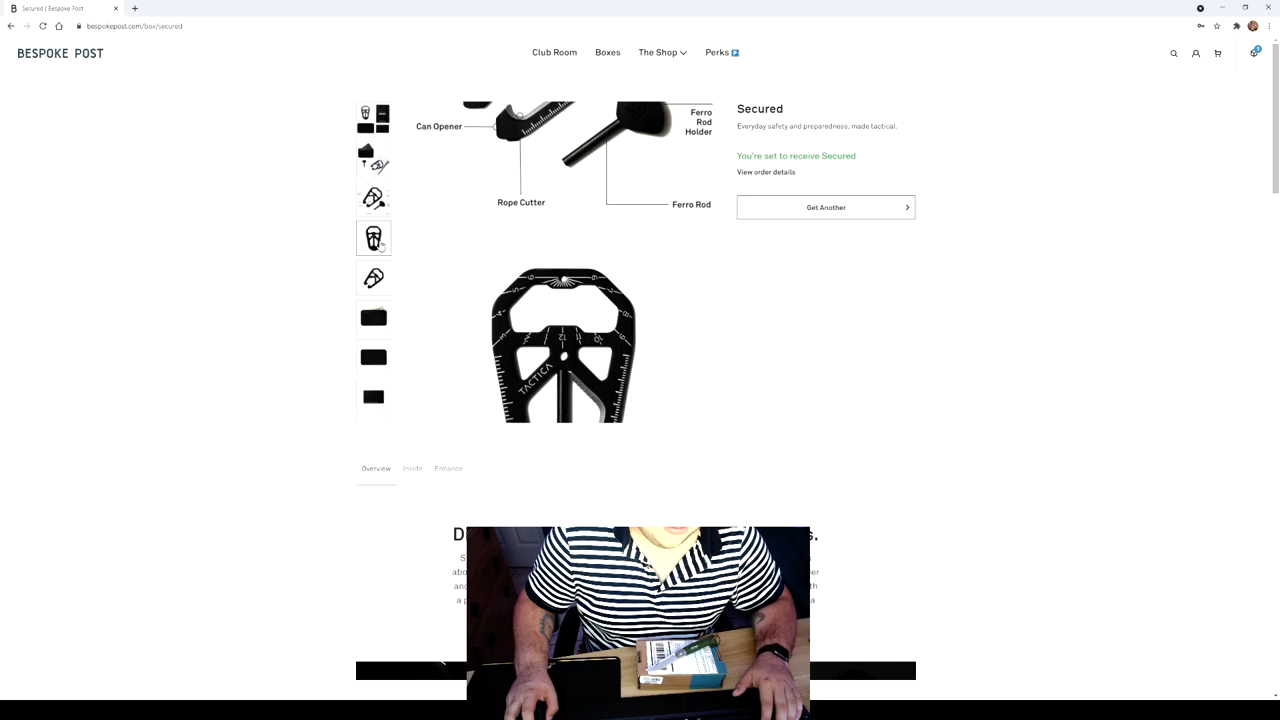 Secured | Bespoke Post
bespokepost.com/box/secured
BESPOKE POST
Club Room Boxes The Shop Perks
1
Can Opener
Ferro
Rod
Holder
Rope Cutter
Ferro Rod
Secured
Everyday safety and preparedness, made tactical.
You're set to receive Secured
View order details
Get Another
TACTICA
Overview Inside Enhance